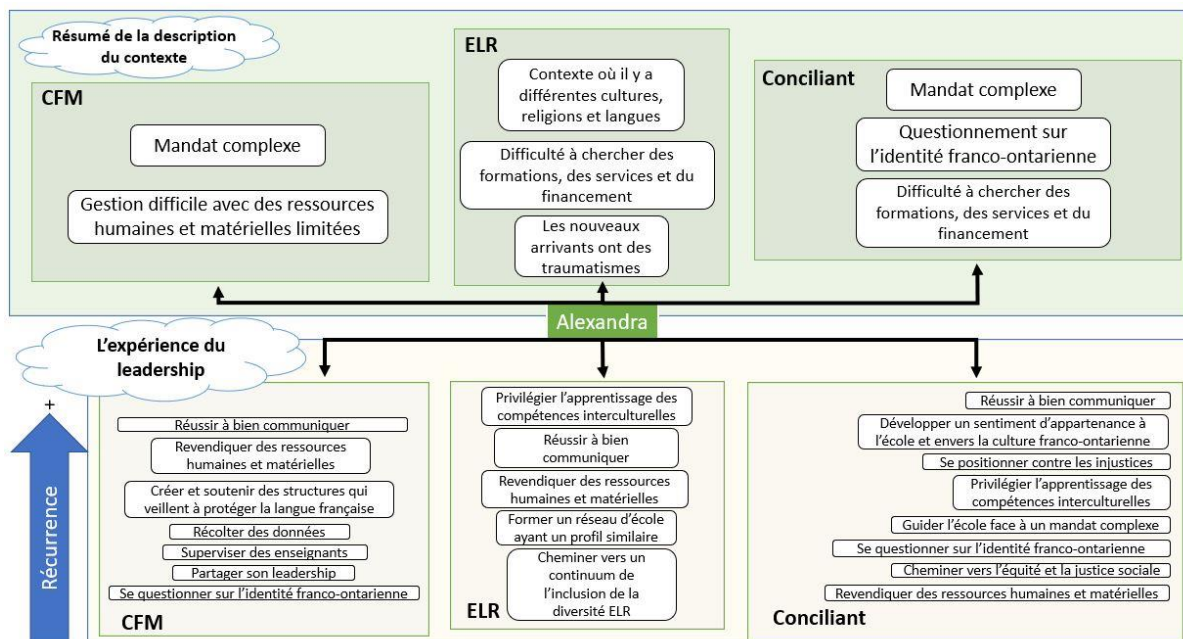 Résumé de la description
du contexte
CFM
Mandat complexe
Gestion difficile avec des ressources
humaines et matérielles limitées
ELR
Contexte où il y a
différentes cultures,
religions et langues
Difficulté à chercher des
formations, des services et du
financement
Les nouveaux
arrivants ont des
traumatismes
Conciliant
Mandat complexe
Questionnement sur
l'identité franco-ontarienne
Difficulté à chercher des
formations, des services et du
financement
Alexandra
L'expérience du
leadership
+
Récurrence
Réussir à bien communiquer
Revendiquer des ressources
humaines et matérielles
Créer et soutenir des structures qui
veillent à protéger la langue française
Récolter des données
Superviser des enseignants
Partager son leadership
Se questionner sur l'identité franco-ontarienne
CFM
Privilégier l'apprentissage des
compétences interculturelles
Réussir à bien
communiquer
Revendiquer des ressources
humaines et matérielles
Former un réseau d'école
ayant un profil similaire
Cheminer vers un
continuum de
l'inclusion de la
diversité ELR
ELR
Réussir à bien communiquer
Développer un sentiment d'appartenance à
l'école et envers la culture franco-ontarienne
Se positionner contre les injustices
Privilégier l'apprentissage des
compétences interculturelles
Guider l'école face à un mandat complexe
Se questionner sur l'identité franco-ontarienne
Cheminer vers l'équité et la justice sociale
Revendiquer des ressources humaines et matérielles
Conciliant